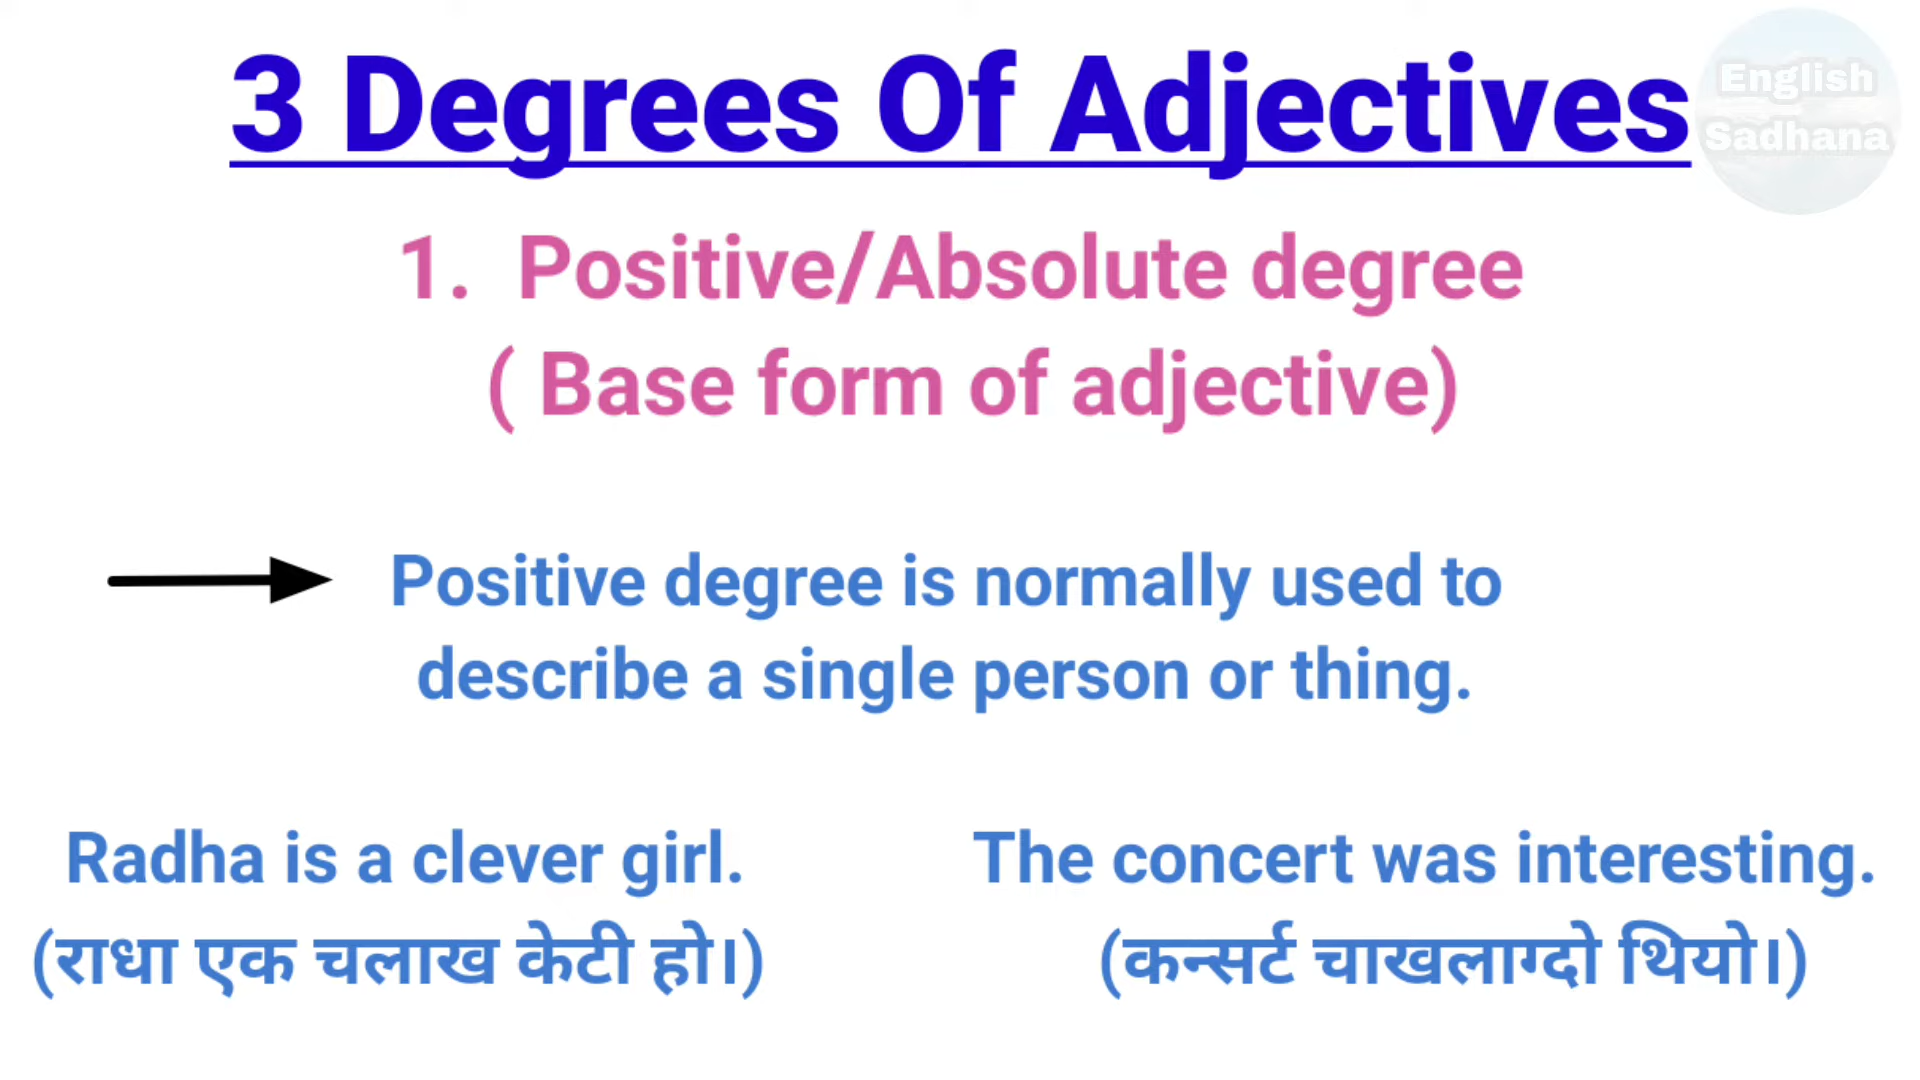 3 Degrees Of Adjectives
English
Sadhana
1. Positive/Absolute degree
( Base form of adjective)
Positive degree is normally used to
describe a single person or thing.
Radha is a clever girl.
(राधा एक चलाख केटी हो।)
The concert was interesting.
(कन्सर्ट चाखलाग्दो थियो।)